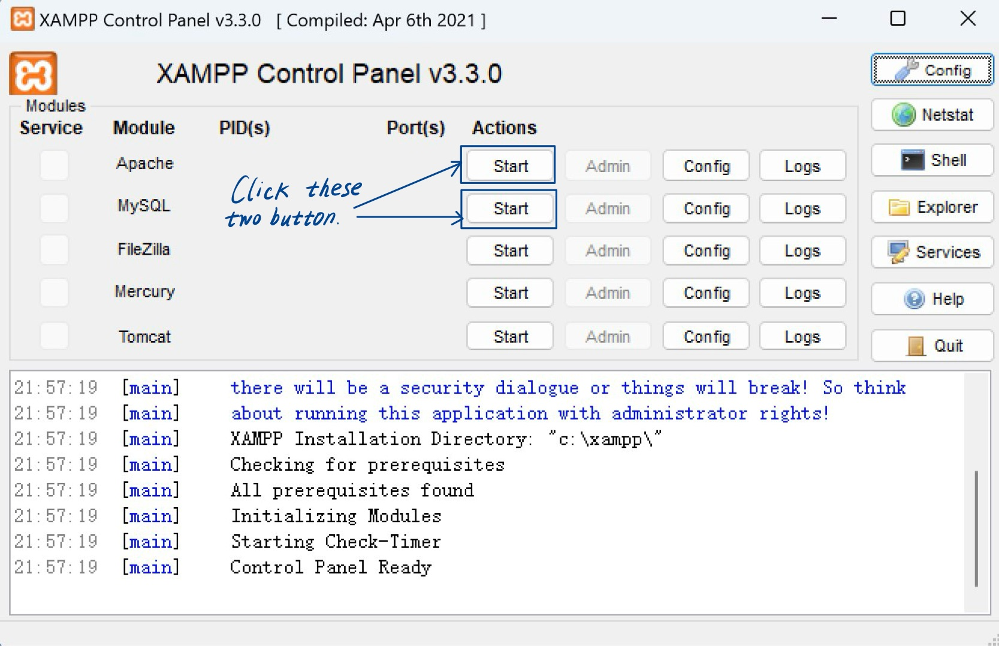 XAMPP Control Panel v3.3.0 [ Compiled: Apr 6th 2021 ]
XAMPP Control Panel v3.3.0
Config
Modules
Service Module PID(s) Port(s) Actions
Netstat
Apache Start Admin Config Logs
Shell
Click these
two button.
MySQL Start Admin Config Logs
Explorer
FileZilla Start Admin Config Logs
Services
Mercury Start Admin Config Logs
Help
Tomcat Start Admin Config Logs
Quit
21:57:19 [main] there will be a security dialogue or things will break! So think
21:57:19 [main] about running this application with administrator rights!
21:57:19 [main] XAMPP Installation Directory: "c:\xampp\"
21:57:19 [main] Checking for prerequisites
21:57:19 [main] All prerequisites found
21:57:19 [main] Initializing Modules
21:57:19 [main] Starting Check-Timer
21:57:19 [main] Control Panel Ready